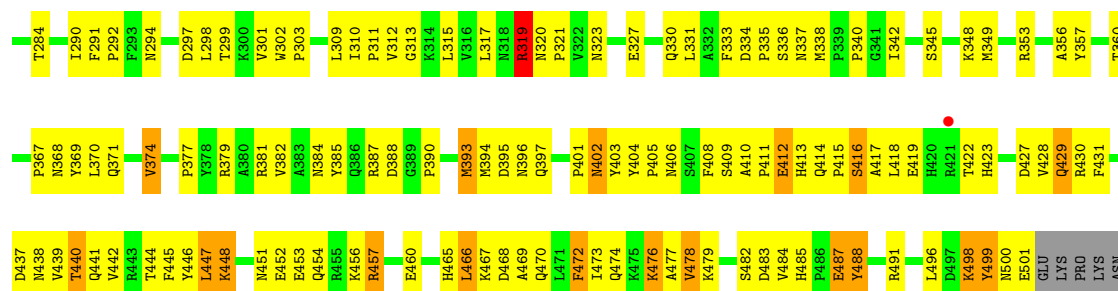 T284 I290 F291 P292 F293 N294 D297 L298 T299 K300 V301 W302 P303 L309 I310 P311 V312 G313 K314 L315 V316 L317 N318 R319 N320 P321 V322 N323 E327 Q330 L331 A332 F333 D334 P335 S336 N337 M338 P339 P340 G341 I342 S345 K348 M349 R353 A356 Y357 T360
P367 N368 Y369 L370 Q371 V374 P377 Y378 R379 A380 R381 V382 A383 N384 Y385 Q386 R387 D388 G389 P390 M393 M394 D395 N396 Q397 P401 N402 Y403 Y404 P405 N406 S407 F408 S409 A410 P411 E412 H413 Q414 P415 S416 A417 L418 E419 H420 R421 T422 H423 D427 V428 Q429 R430 F431
D437 N438 V439 T440 Q441 V442 R443 T444 F445 Y446 L447 K448 N451 E452 E453 Q454 R455 K456 R457 E460 H465 L466 K467 D468 A469 Q470 L471 F472 I473 Q474 K475 K476 A477 V478 K479 S482 D483 V484 H485 P486 E487 Y488 R491 L496 D497 K498 Y499 N500 E501 GLU LYS PRO LYS ASN